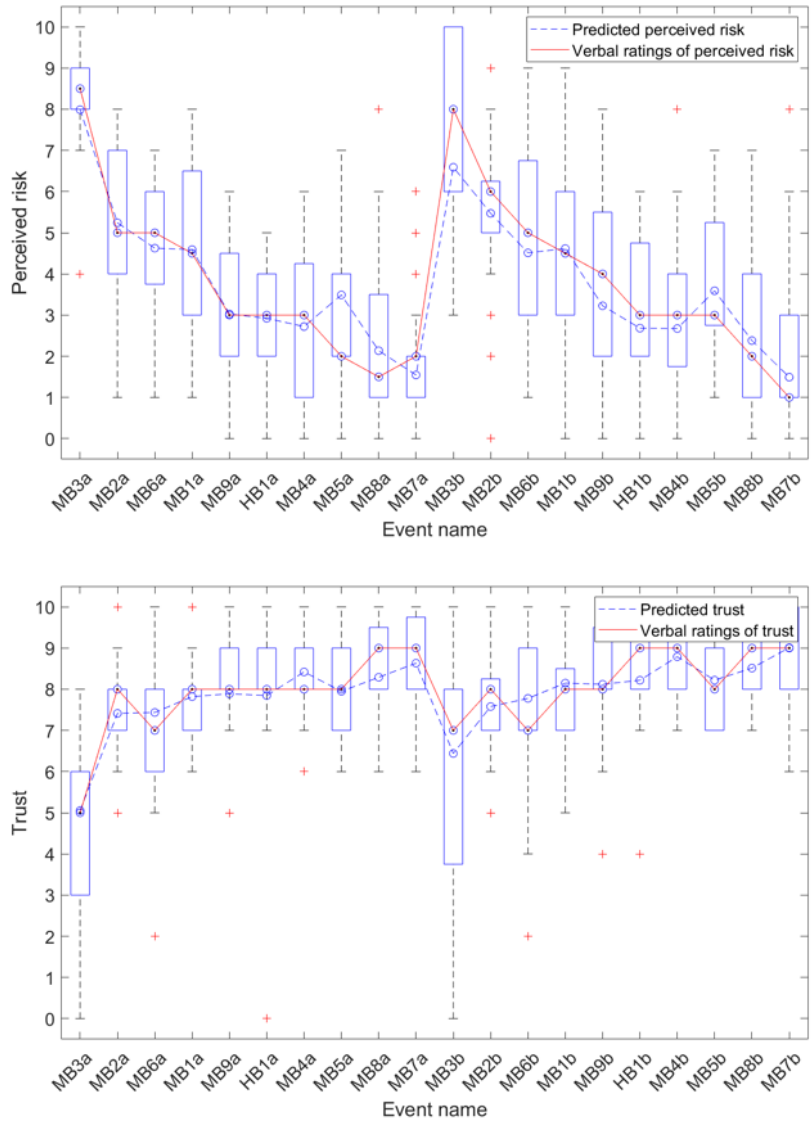 10
9
8
7
6
5
4
3
2
1
0
Perceived risk
Predicted perceived risk
Verbal ratings of perceived risk
MB3a MB2a MB6a MB1a MB9a HB1a MB4a MB5a MB8a MB7a MB3b MB2b MB6b MB1b MB9b HB1b MB4b MB5b MB8b MB7b
Event name
10
9
8
7
6
5
4
3
2
1
0
Trust
Predicted trust
Verbal ratings of trust
MB3a MB2a MB6a MB1a MB9a HB1a MB4a MB5a MB8a MB7a MB3b MB2b MB6b MB1b MB9b HB1b MB4b MB5b MB8b MB7b
Event name